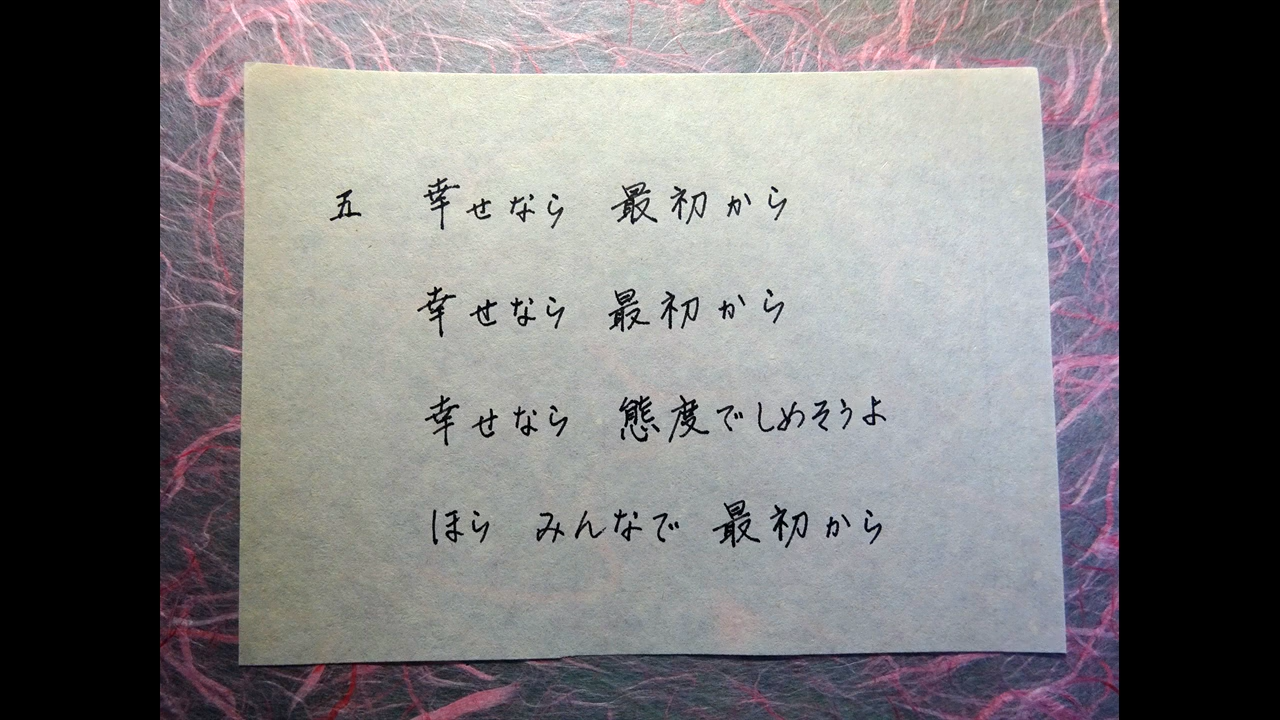 五 幸せなら 最初から
幸せなら 最初から
幸せなら 態度でしめそうよ
ほら みんなで 最初から